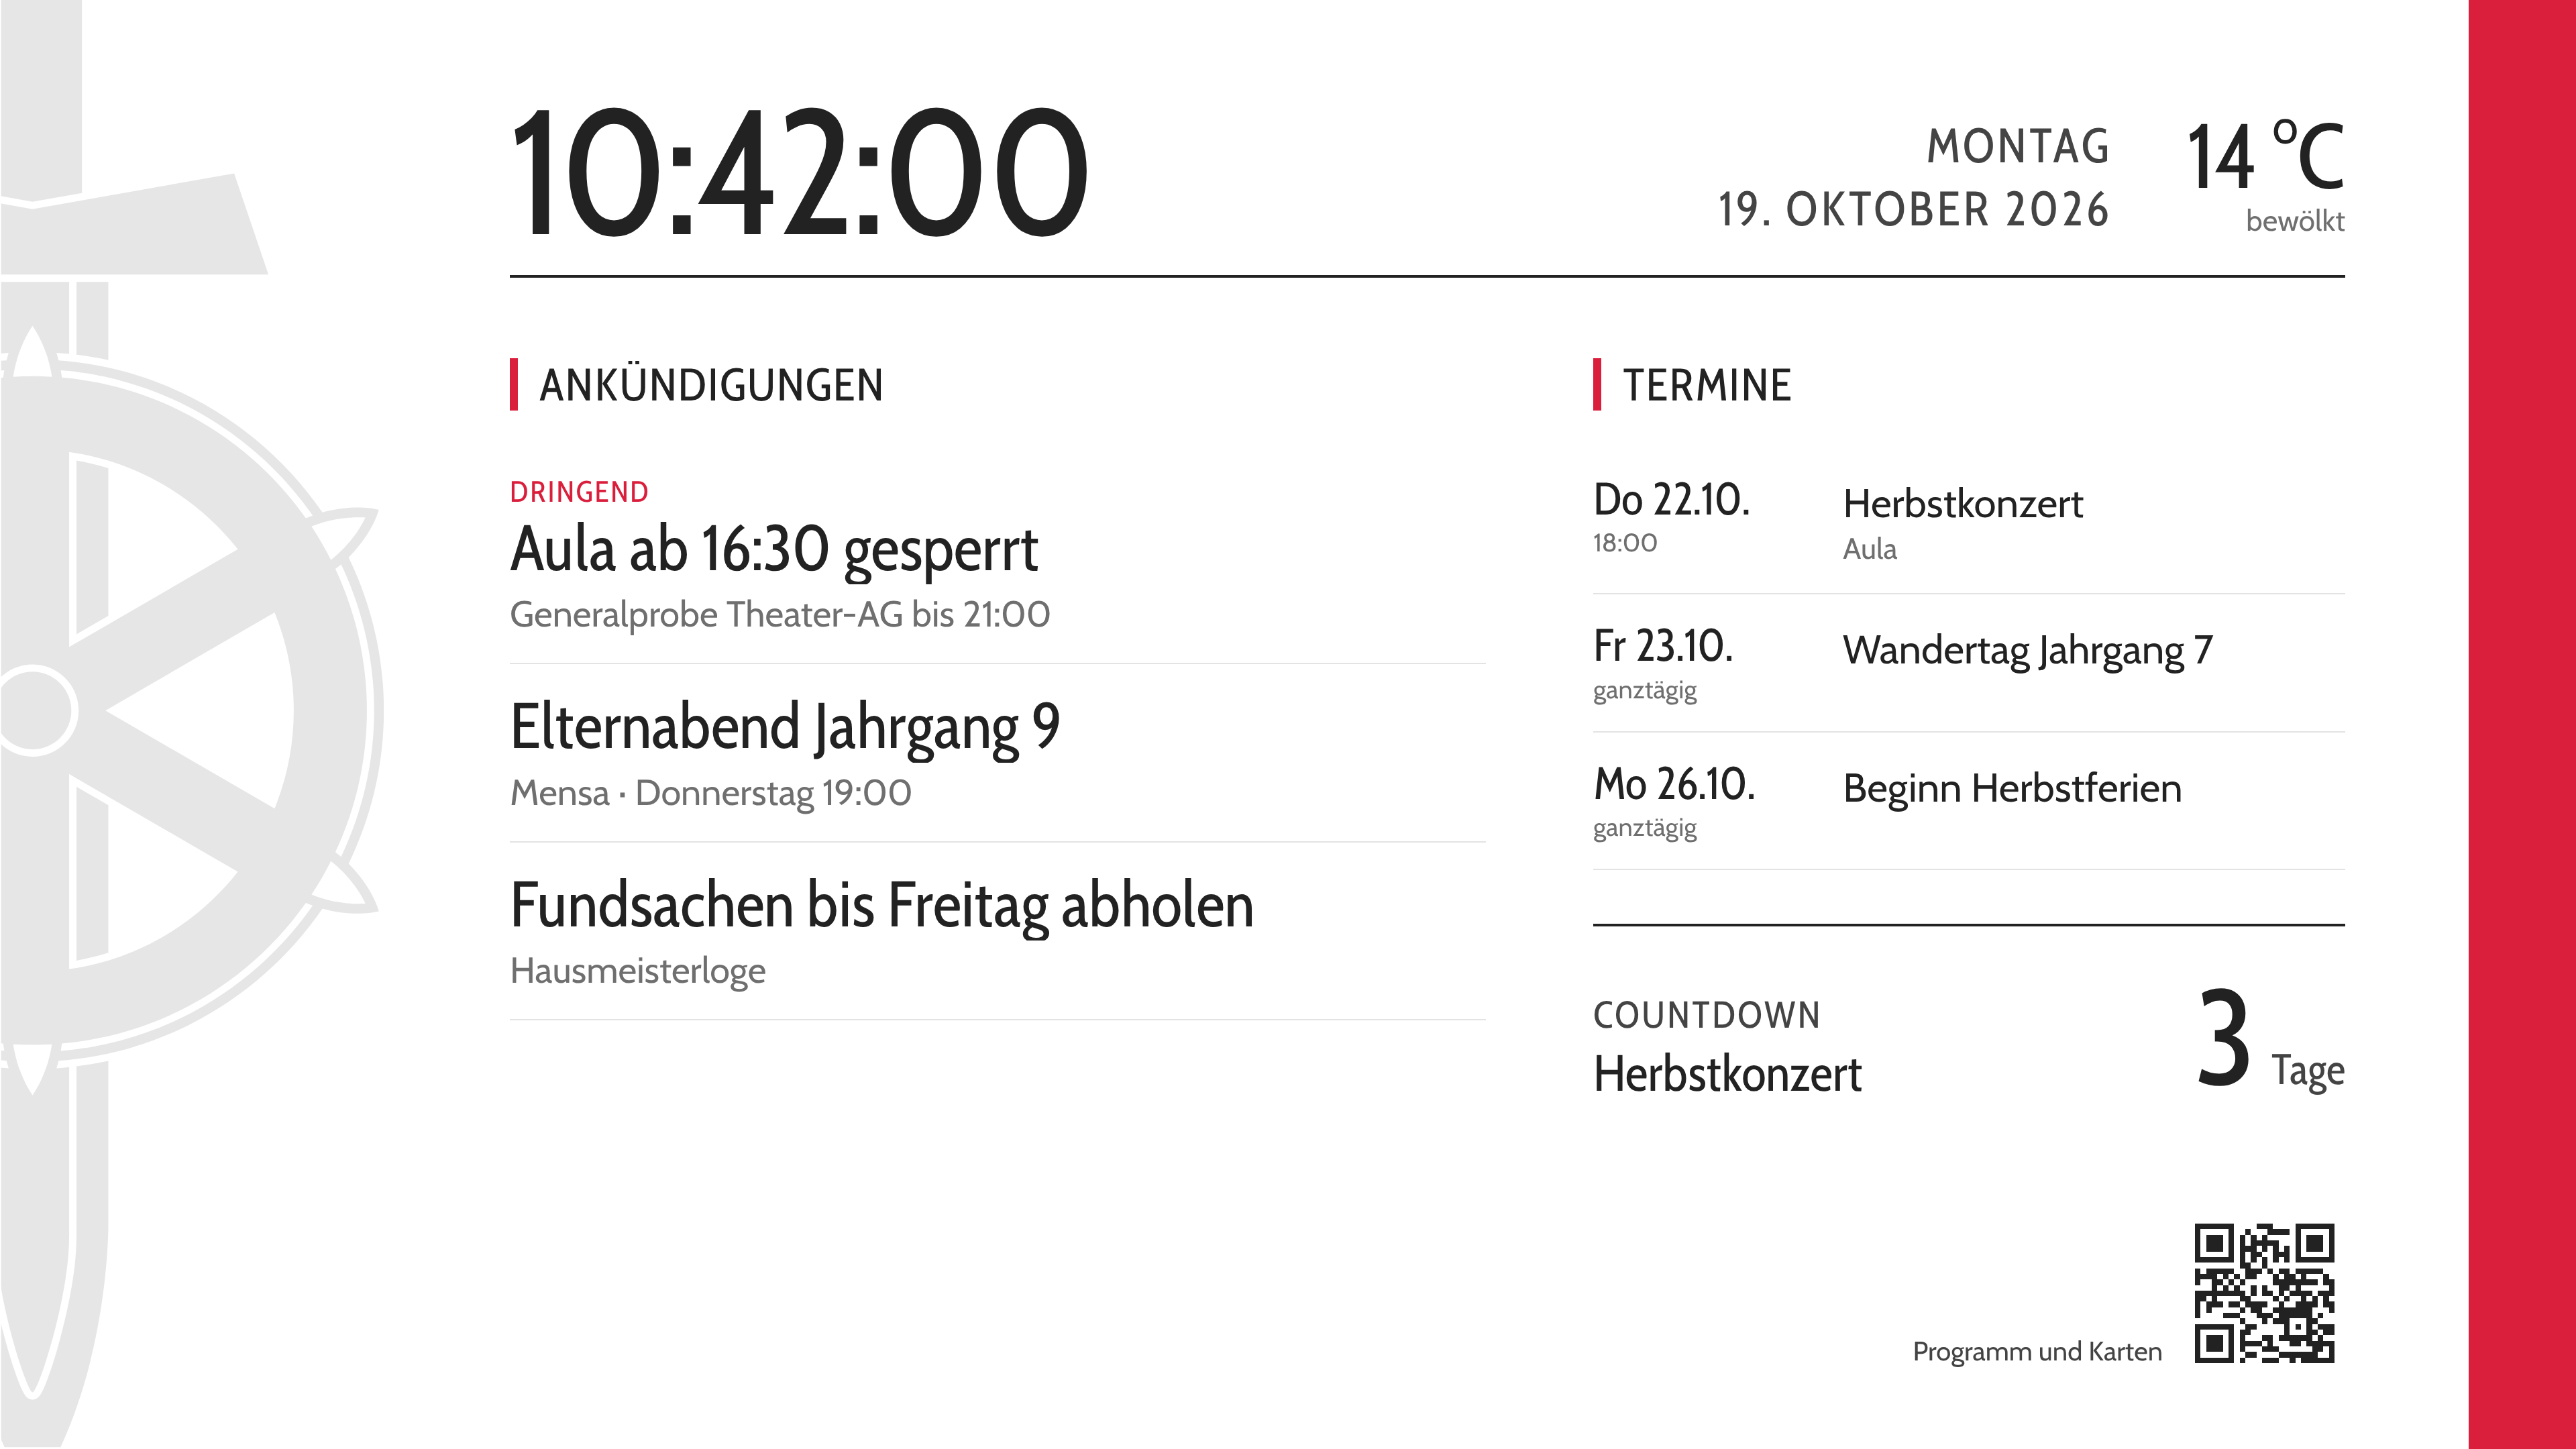 10:42:00
MONTAG
19. OKTOBER 2026
14 °C
bewölkt
ANKÜNDIGUNGEN
DRINGEND
Aula ab 16:30 gesperrt
Generalprobe Theater-AG bis 21:00
Elternabend Jahrgang 9
Mensa · Donnerstag 19:00
Fundsachen bis Freitag abholen
Hausmeisterloge
TERMINE
Do 22.10.
18:00
Herbstkonzert
Aula
Fr 23.10.
ganztägig
Wandertag Jahrgang 7
Mo 26.10.
ganztägig
Beginn Herbstferien
COUNTDOWN
Herbstkonzert
3 Tage
Programm und Karten